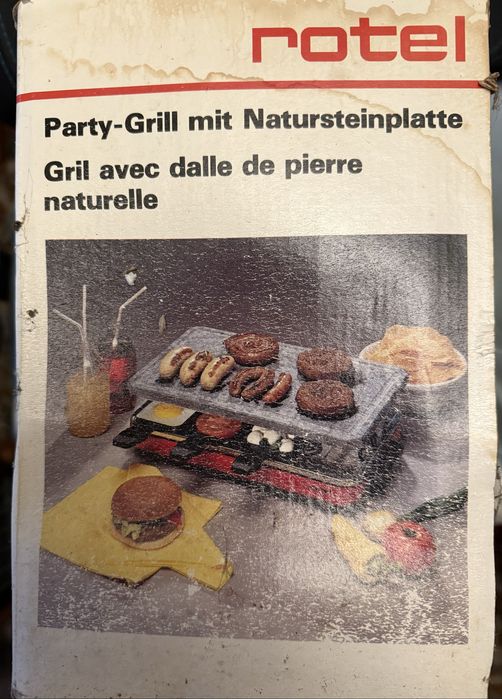 rotel
Party-Grill mit Natursteinplatte
Gril avec dalle de pierre
naturelle